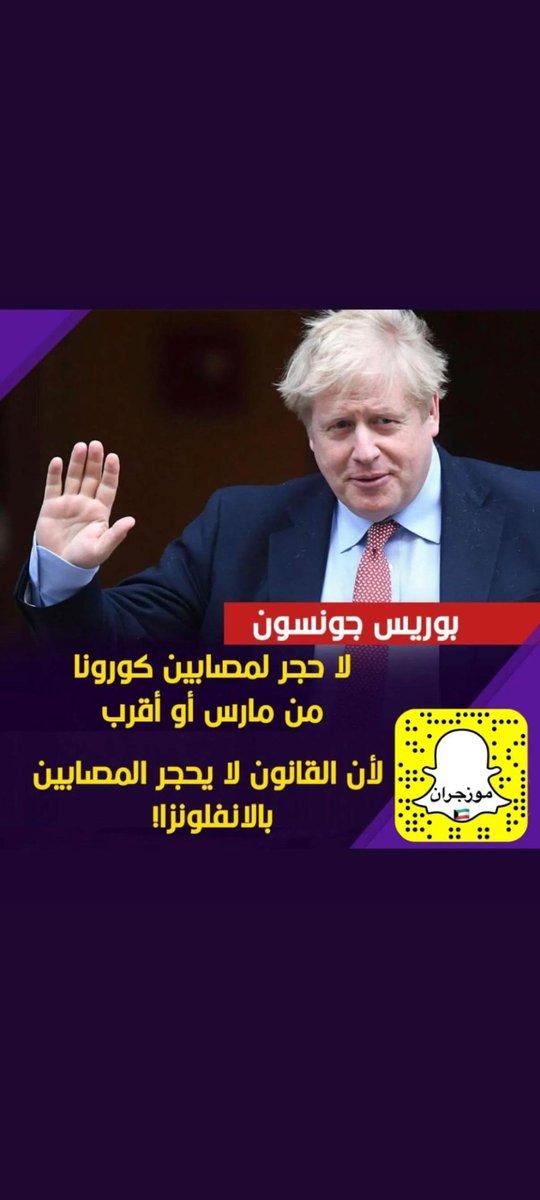 بوريس جونسون
لا حجر لمصابين كورونا
من مارس أو أقرب
لأن القانون لا يحجر المصابين
بالانفلونزا!
موزجران